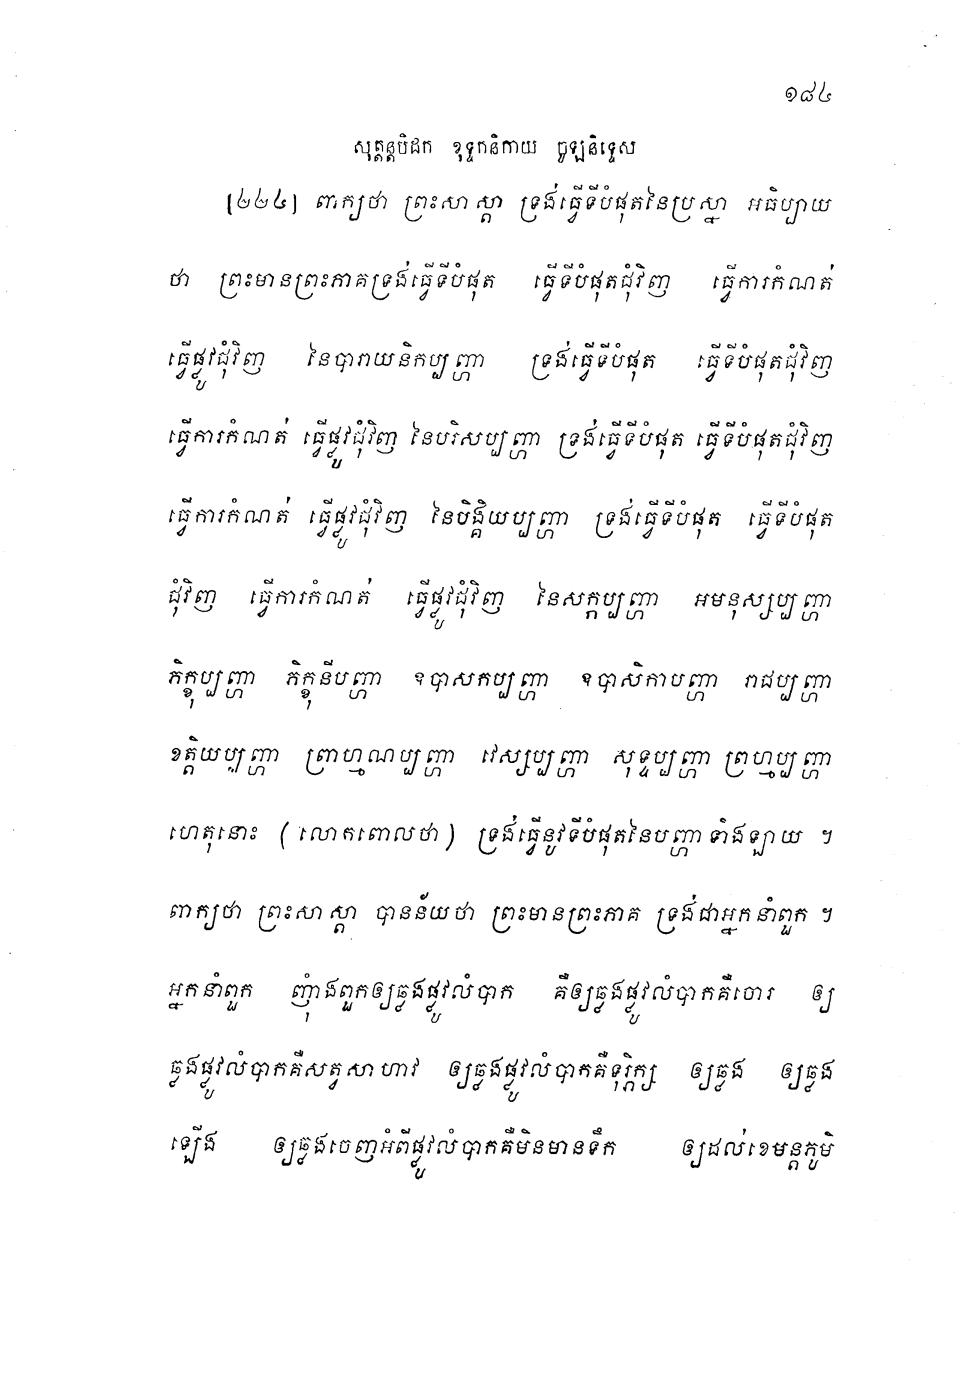 ១៨៤
សុត្តន្តបិដក ខុទ្ទកនិកាយ ចូឡនិទ្ទេស
[២២៤] ពាក្យថា ព្រះសាស្តា ទ្រង់ធ្វើទីបំផុតនៃប្រស្នា អធិប្បាយ
ថា ព្រះមានព្រះភាគទ្រង់ធ្វើទីបំផុត ធ្វើទីបំផុតជុំវិញ ធ្វើការកំណត់
ធ្វើផ្លូវជុំវិញ នៃបារាយនិកប្បញ្ហា ទ្រង់ធ្វើទីបំផុត ធ្វើទីបំផុតជុំវិញ
ធ្វើការកំណត់ ធ្វើផ្លូវជុំវិញ នៃបរិសប្បញ្ហា ទ្រង់ធ្វើទីបំផុត ធ្វើទីបំផុតជុំវិញ
ធ្វើការកំណត់ ធ្វើផ្លូវជុំវិញ នៃបិង្គិយប្បញ្ហា ទ្រង់ធ្វើទីបំផុត ធ្វើទីបំផុត
ជុំវិញ ធ្វើការកំណត់ ធ្វើផ្លូវជុំវិញ នៃសក្កប្បញ្ហា អមនុស្សប្បញ្ហា
ភិក្ខុប្បញ្ហា ភិក្ខុនីបញ្ហា ឧបាសកប្បញ្ហា ឧបាសិកាបញ្ហា រាជប្បញ្ហា
ខត្តិយប្បញ្ហា ព្រាហ្មណប្បញ្ហា វេស្សប្បញ្ហា សុទ្ទប្បញ្ហា ព្រហ្មប្បញ្ហា
ហេតុនោះ (លោកពោលថា) ទ្រង់ធ្វើនូវទីបំផុតនៃបញ្ហាទាំងឡាយ ។
ពាក្យថា ព្រះសាស្តា បានន័យថា ព្រះមានព្រះភាគ ទ្រង់ជាអ្នកនាំពួក ។
អ្នកនាំពួក ញុំាងពួកឲ្យឆ្លងផ្លូវលំបាក គឺឲ្យឆ្លងផ្លូវលំបាកគឺចោរ ឲ្យ
ឆ្លងផ្លូវលំបាកគឺសត្វសាហាវ ឲ្យឆ្លងផ្លូវលំបាកគឺទុរ្ភិក្ស ឲ្យឆ្លង ឲ្យឆ្លង
ឡើង ឲ្យឆ្លងចេញអំពីផ្លូវលំបាកគឺមិនមានទឹក ឲ្យដល់ខេមន្តភូមិ